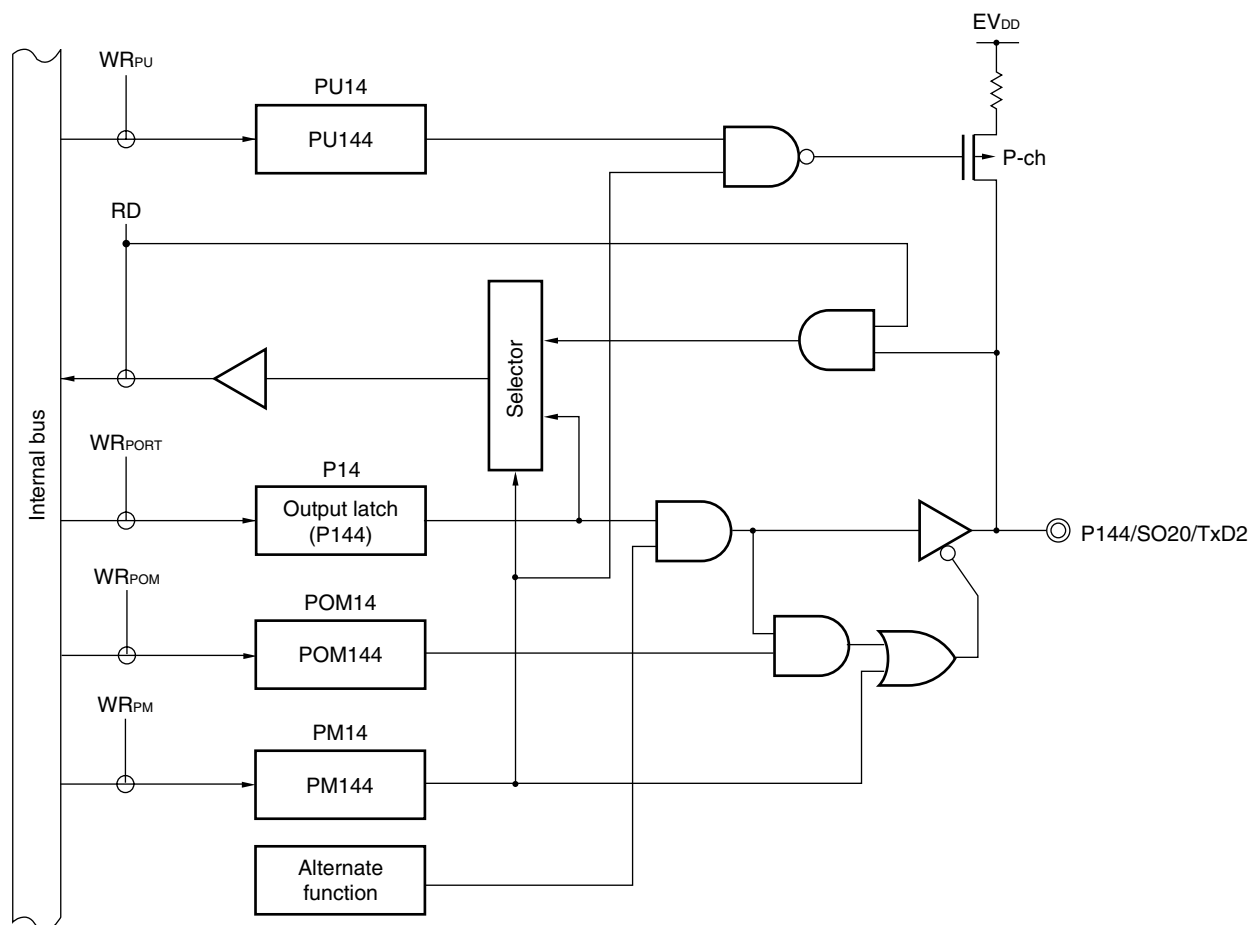 EVDD
WRPU
PU14
PU144
P-ch
RD
Selector
Internal bus
WRPORT
P14
Output latch
(P144)
P144/SO20/TxD2
WRPOM
POM14
POM144
WRPM
PM14
PM144
Alternate
function